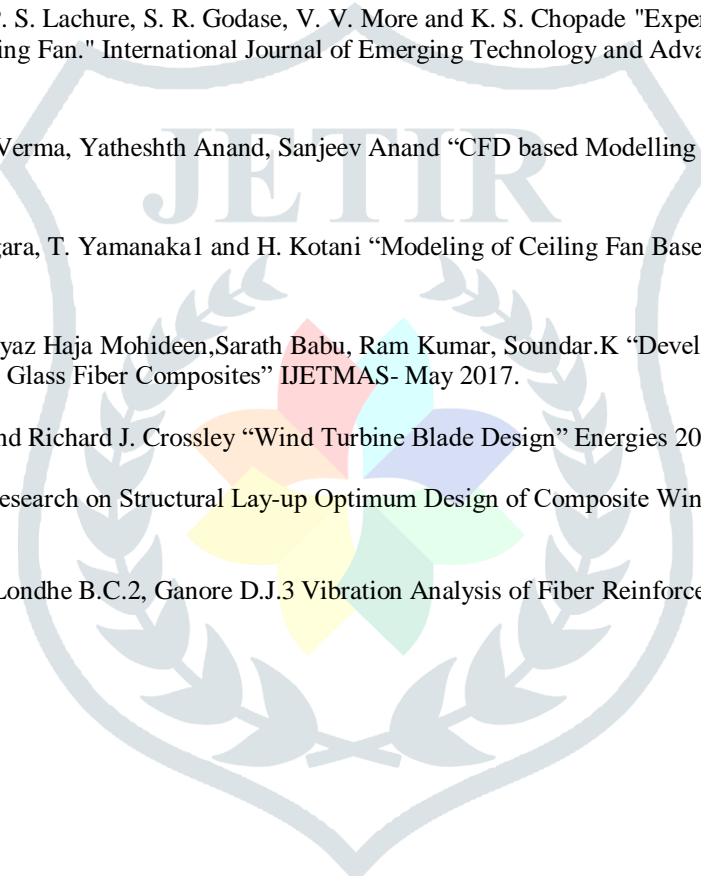 P. S. Lachure, S. R. Godase, V. V. More and K. S. Chopade "Exper
ing Fan." International Journal of Emerging Technology and Adva
Verma, Yatheshth Anand, Sanjeev Anand “CFD based Modelling
JETIR
gara, T. Yamanaka1 and H. Kotani “Modeling of Ceiling Fan Base
yaz Haja Mohideen,Sarath Babu, Ram Kumar, Soundar.K “Devel
Glass Fiber Composites” IJETMAS- May 2017.
nd Richard J. Crossley “Wind Turbine Blade Design” Energies 20
esearch on Structural Lay-up Optimum Design of Composite Win
Londhe B.C.2, Ganore D.J.3 Vibration Analysis of Fiber Reinforce